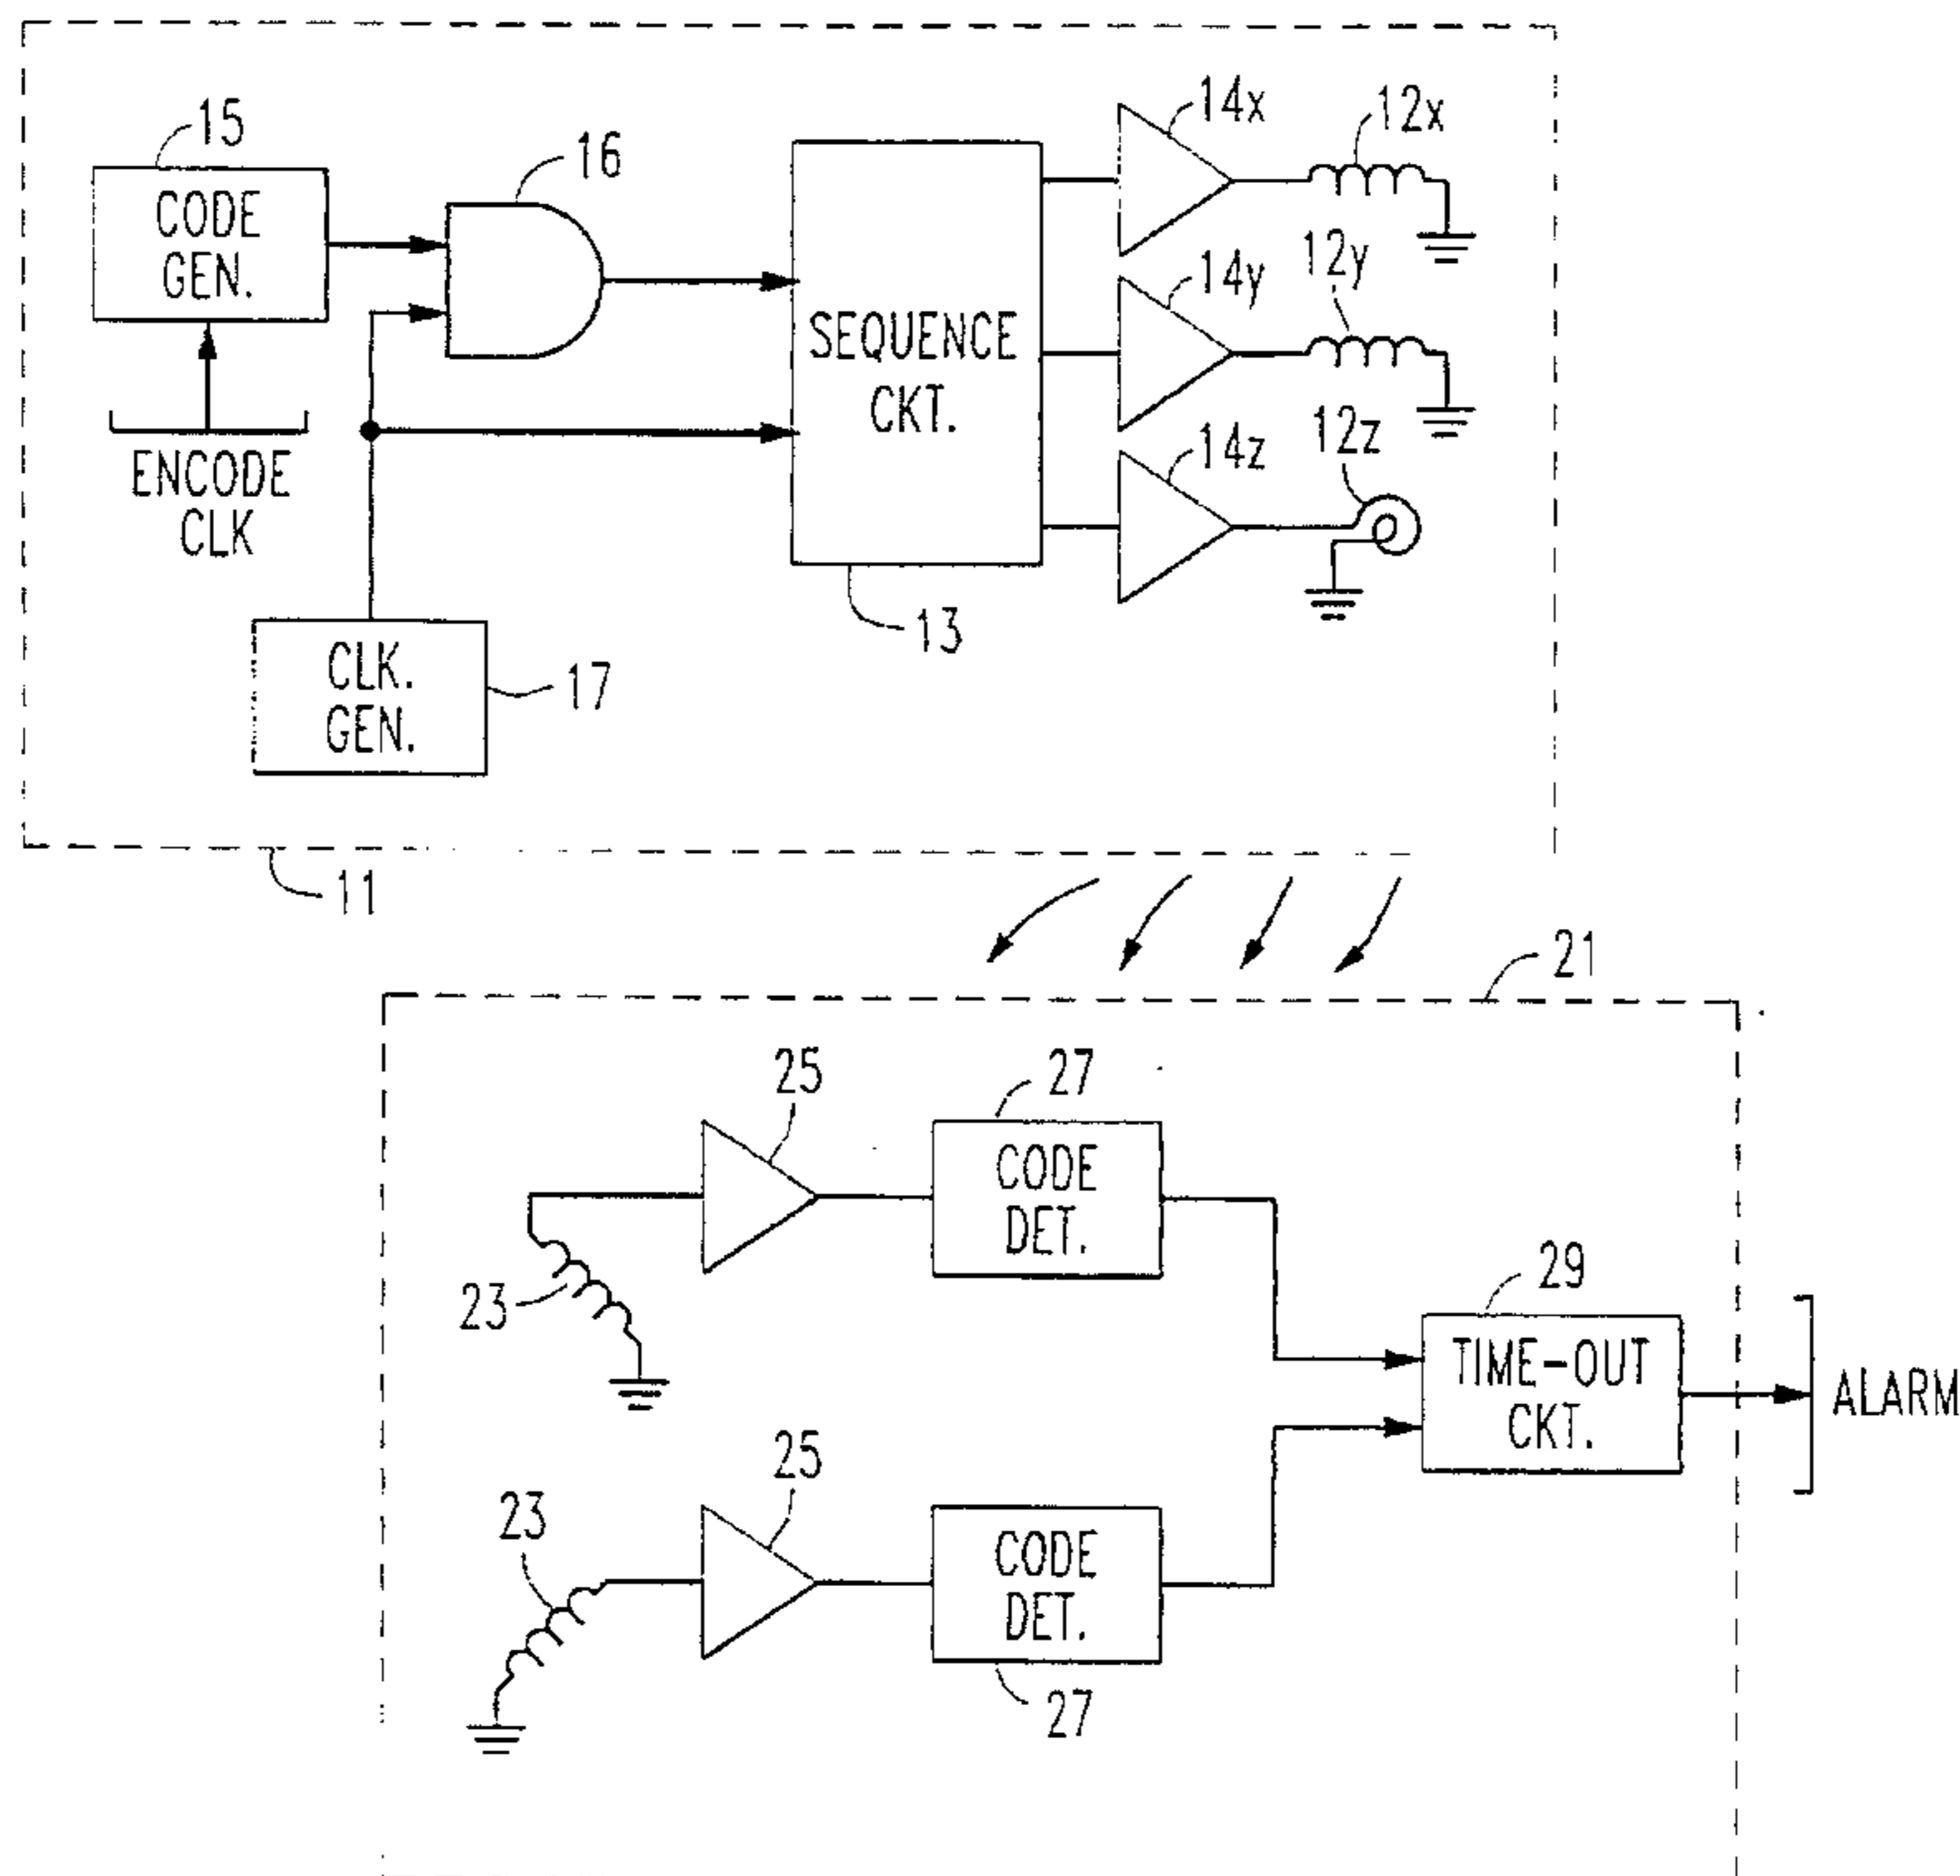 15
CODE
GEN.
16
ENCODE
CLK
CLK.
GEN.
17
SEQUENCE
CKT.
13
14x
12x
14y
12y
14z
12z
11
21
25
27
CODE
DET.
23
29
TIME-OUT
CKT.
ALARM
25
23
CODE
DET.
27